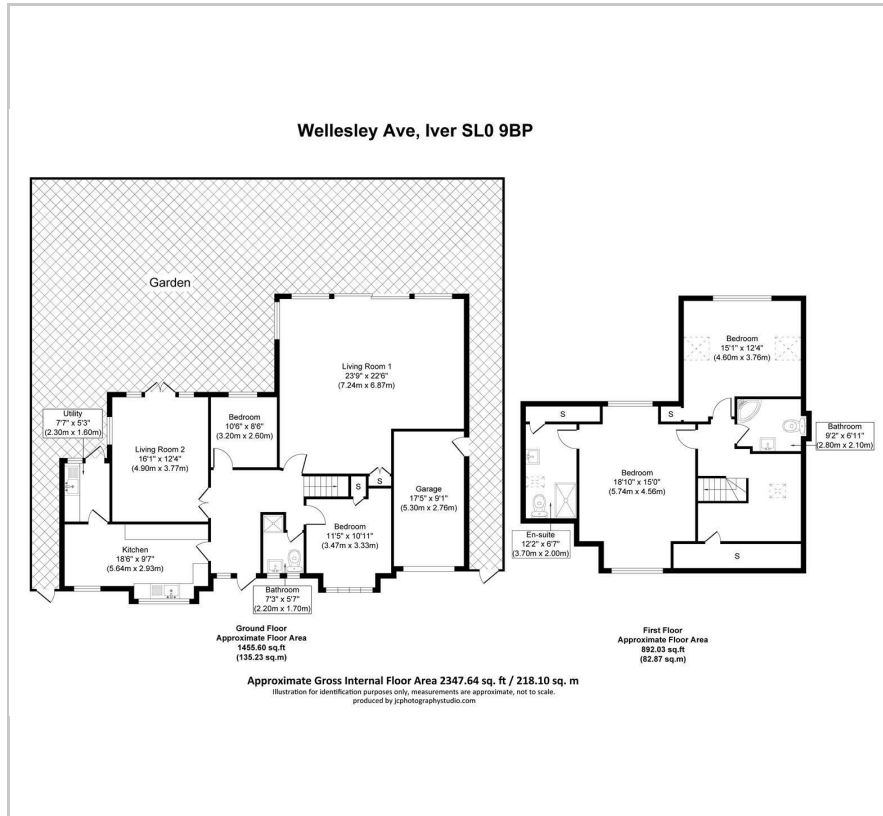 Wellesley Ave, Iver SL0 9BP
Garden
Living Room 1
23'9" x 22'6"
(7.24m x 6.87m)
Utility
7'7" x 5'3"
(2.30m x 1.60m)
Living Room 2
16'1" x 12'4"
(4.90m x 3.77m)
Bedroom
10'6" x 8'6"
(3.20m x 2.60m)
Garage
17'5" x 9'1"
(5.30m x 2.76m)
S
S
Bedroom
11'5" x 10'11"
(3.47m x 3.33m)
Kitchen
18'6" x 9'7"
(5.64m x 2.93m)
Bathroom
7'3" x 5'7"
(2.20m x 1.70m)
Ground Floor
Approximate Floor Area
1455.60 sq.ft
(135.23 sq.m)
Bedroom
15'1" x 12'4"
(4.60m x 3.76m)
S
S
Bathroom
9'2" x 6'11"
(2.80m x 2.10m)
Bedroom
18'10" x 15'0"
(5.74m x 4.56m)
En-suite
12'2" x 6'7"
(3.70m x 2.00m)
S
First Floor
Approximate Floor Area
892.03 sq.ft
(82.87 sq.m)
Approximate Gross Internal Floor Area 2347.64 sq. ft / 218.10 sq. m
Illustration for identification purposes only, measurements are approximate, not to scale.
produced by jcphotographystudio.com